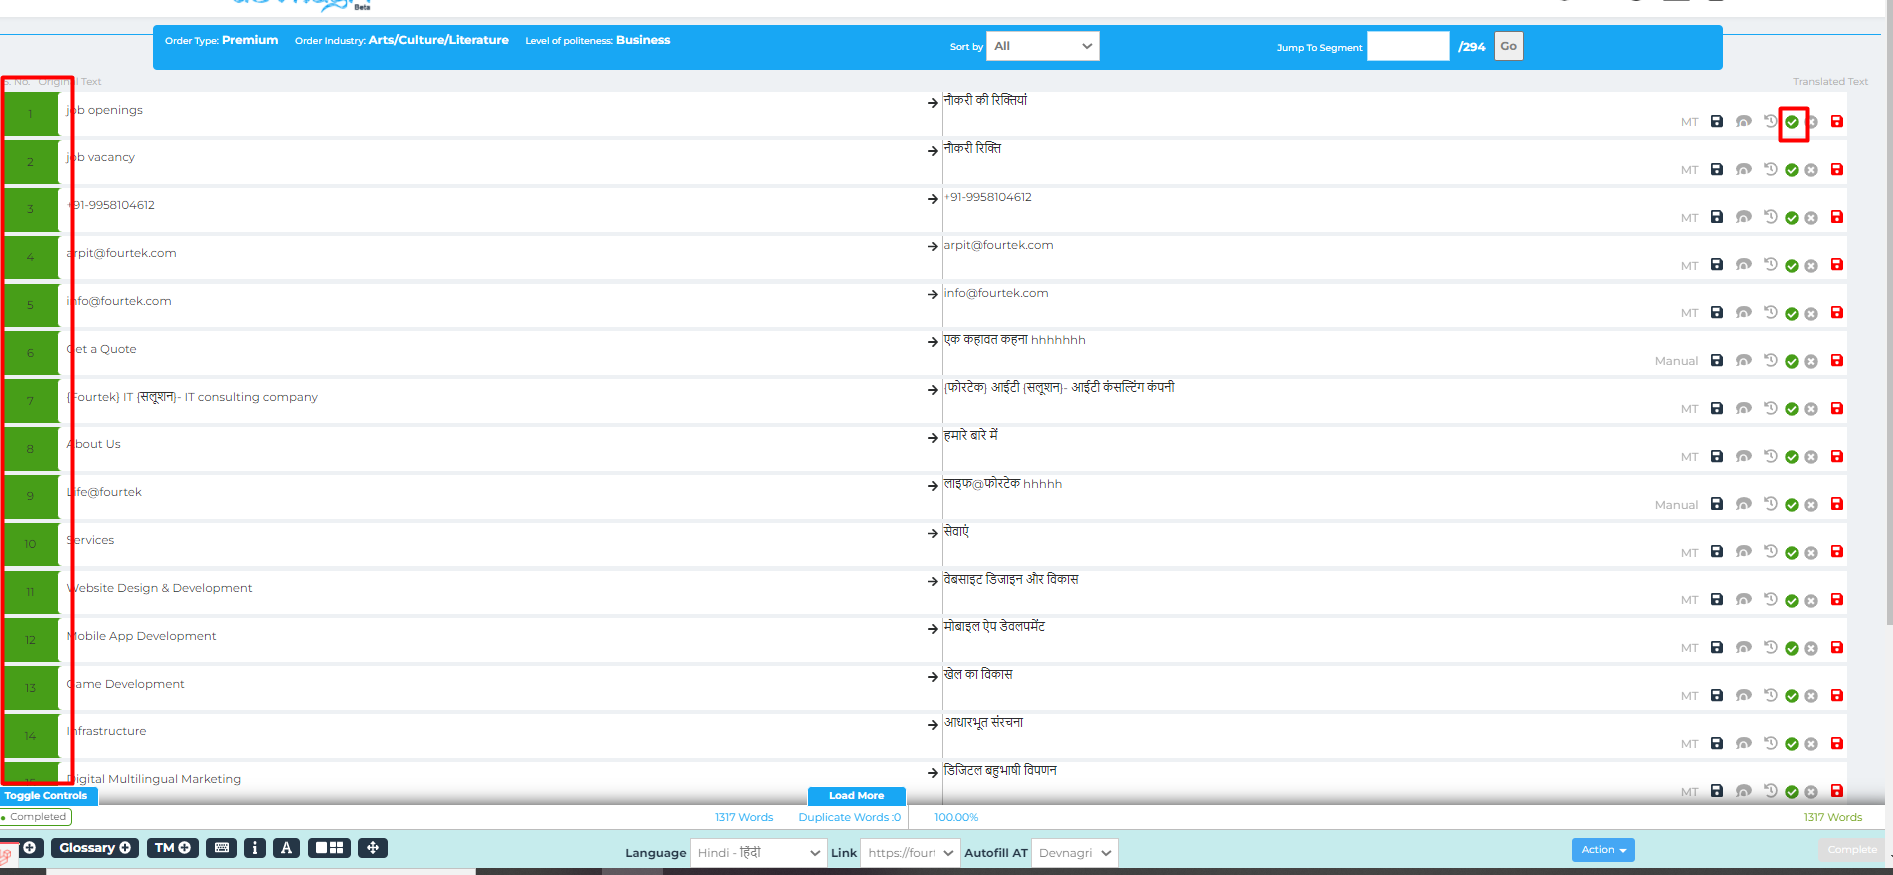 Beta
Order Type: Premium Order Industry: Arts/Culture/Literature Level of politeness: Business Sort by All Jump To Segment /294 Go
S. No. Original Text Translated Text
1 job openings नौकरी की रिक्तियां MT
2 job vacancy नौकरी रिक्ति MT
3 +91-9958104612 +91-9958104612 MT
4 arpit@fourtek.com arpit@fourtek.com MT
5 info@fourtek.com info@fourtek.com MT
6 Get a Quote एक कहावत कहना hhhhhhh Manual
7 {Fourtek} IT {सलूशन}- IT consulting company {फोरटेक} आईटी {सलूशन}- आईटी कंसल्टिंग कंपनी MT
8 About Us हमारे बारे में MT
9 Life@fourtek लाइफ@फोरटेक hhhhh Manual
10 Services सेवाएं MT
11 Website Design & Development वेबसाइट डिजाइन और विकास MT
12 Mobile App Development मोबाइल ऐप डेवलपमेंट MT
13 Game Development खेल का विकास MT
14 Infrastructure आधारभूत संरचना MT
15 Digital Multilingual Marketing डिजिटल बहुभाषी विपणन MT
Toggle Controls Load More
Completed 1317 Words Duplicate Words :0 100.00% 1317 Words
Glossary TM i A Language Hindi - हिंदी Link https://four Autofill AT Devnagri Action Complete